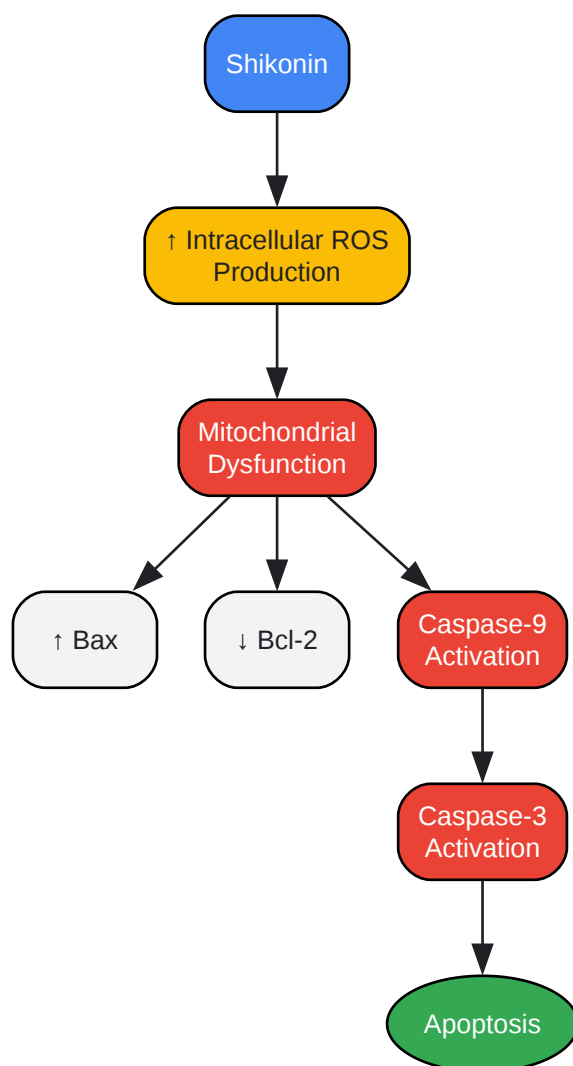 Shikonin
↑ Intracellular ROS
Production
Mitochondrial
Dysfunction
↑ Bax
↓ Bcl-2
Caspase-9
Activation
Caspase-3
Activation
Apoptosis